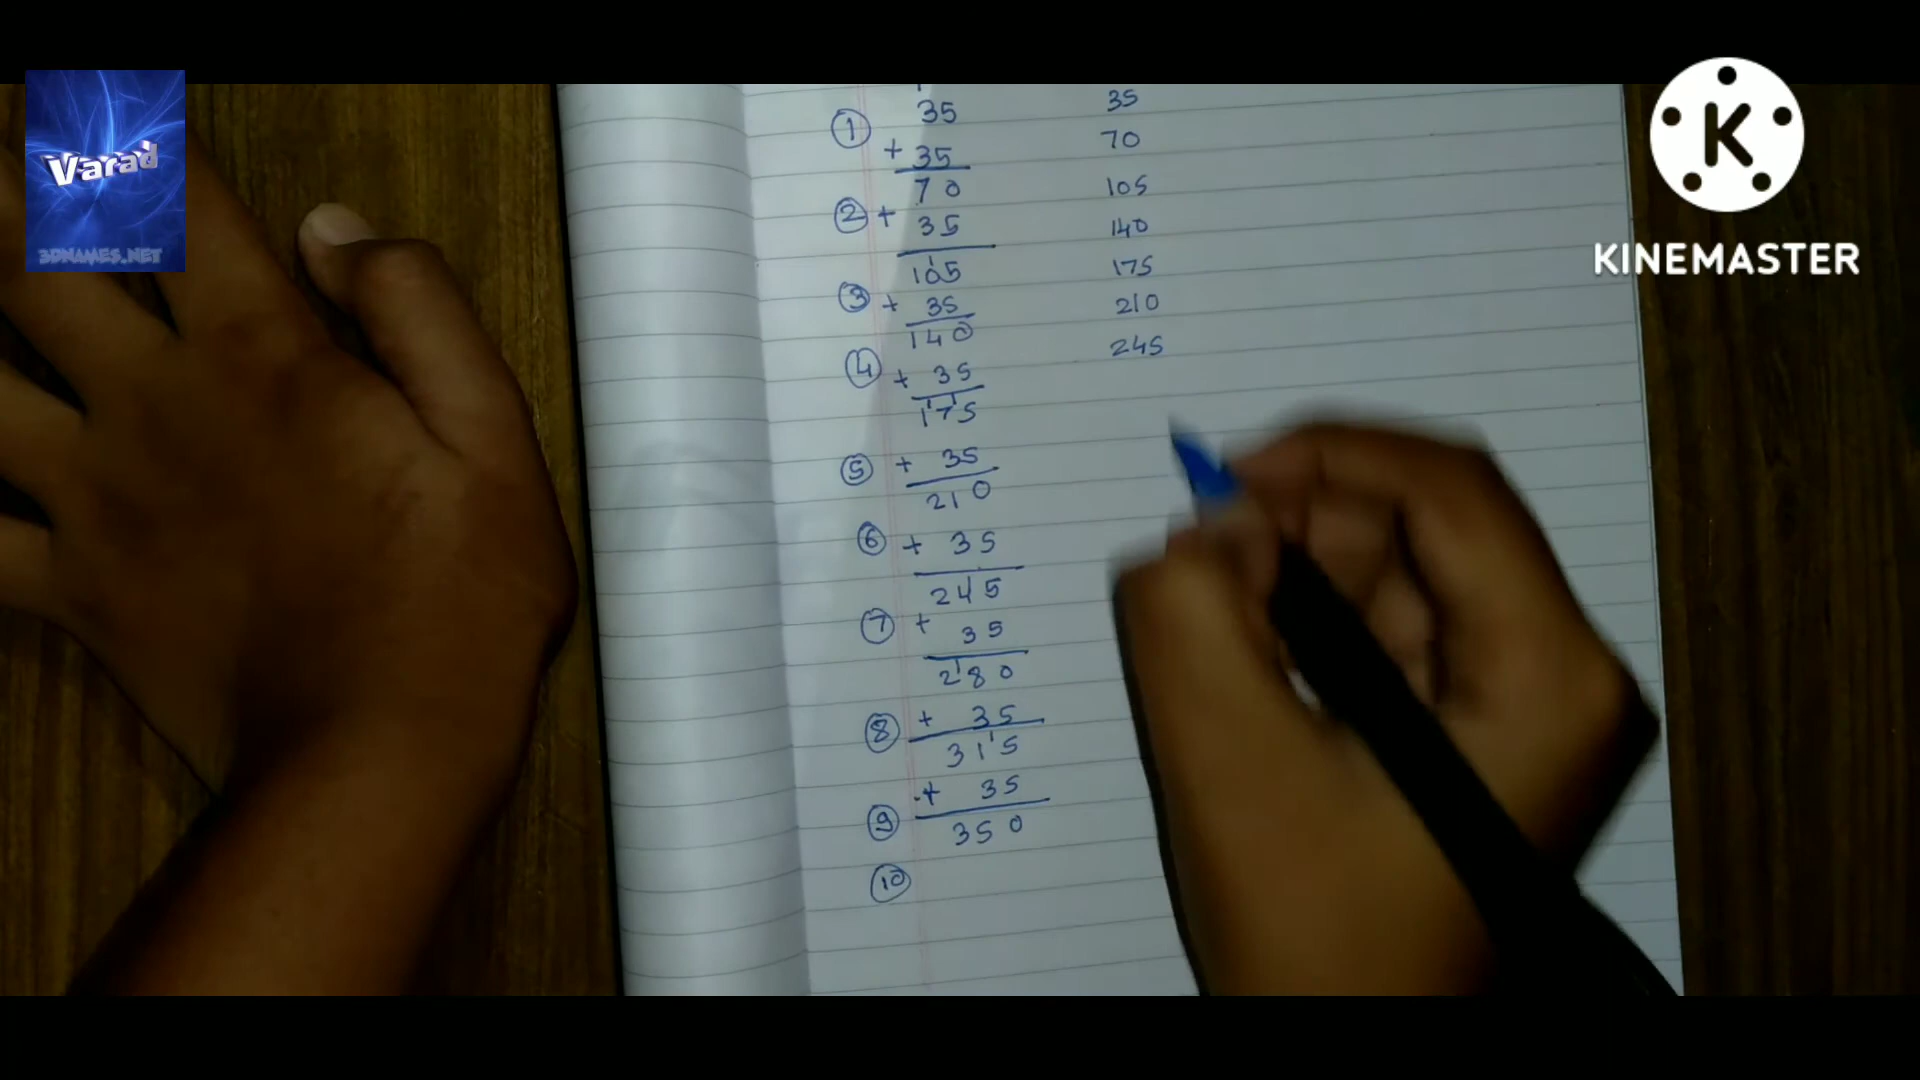 Varad
3DNAMES.NET
KINEMASTER
① 35
+ 35
70
② + 35
105
③ + 35
140
④ + 35
175
⑤ + 35
210
⑥ + 35
245
⑦ + 35
280
⑧ + 35
315
⑨ + 35
350
⑩
35
70
105
140
175
210
245